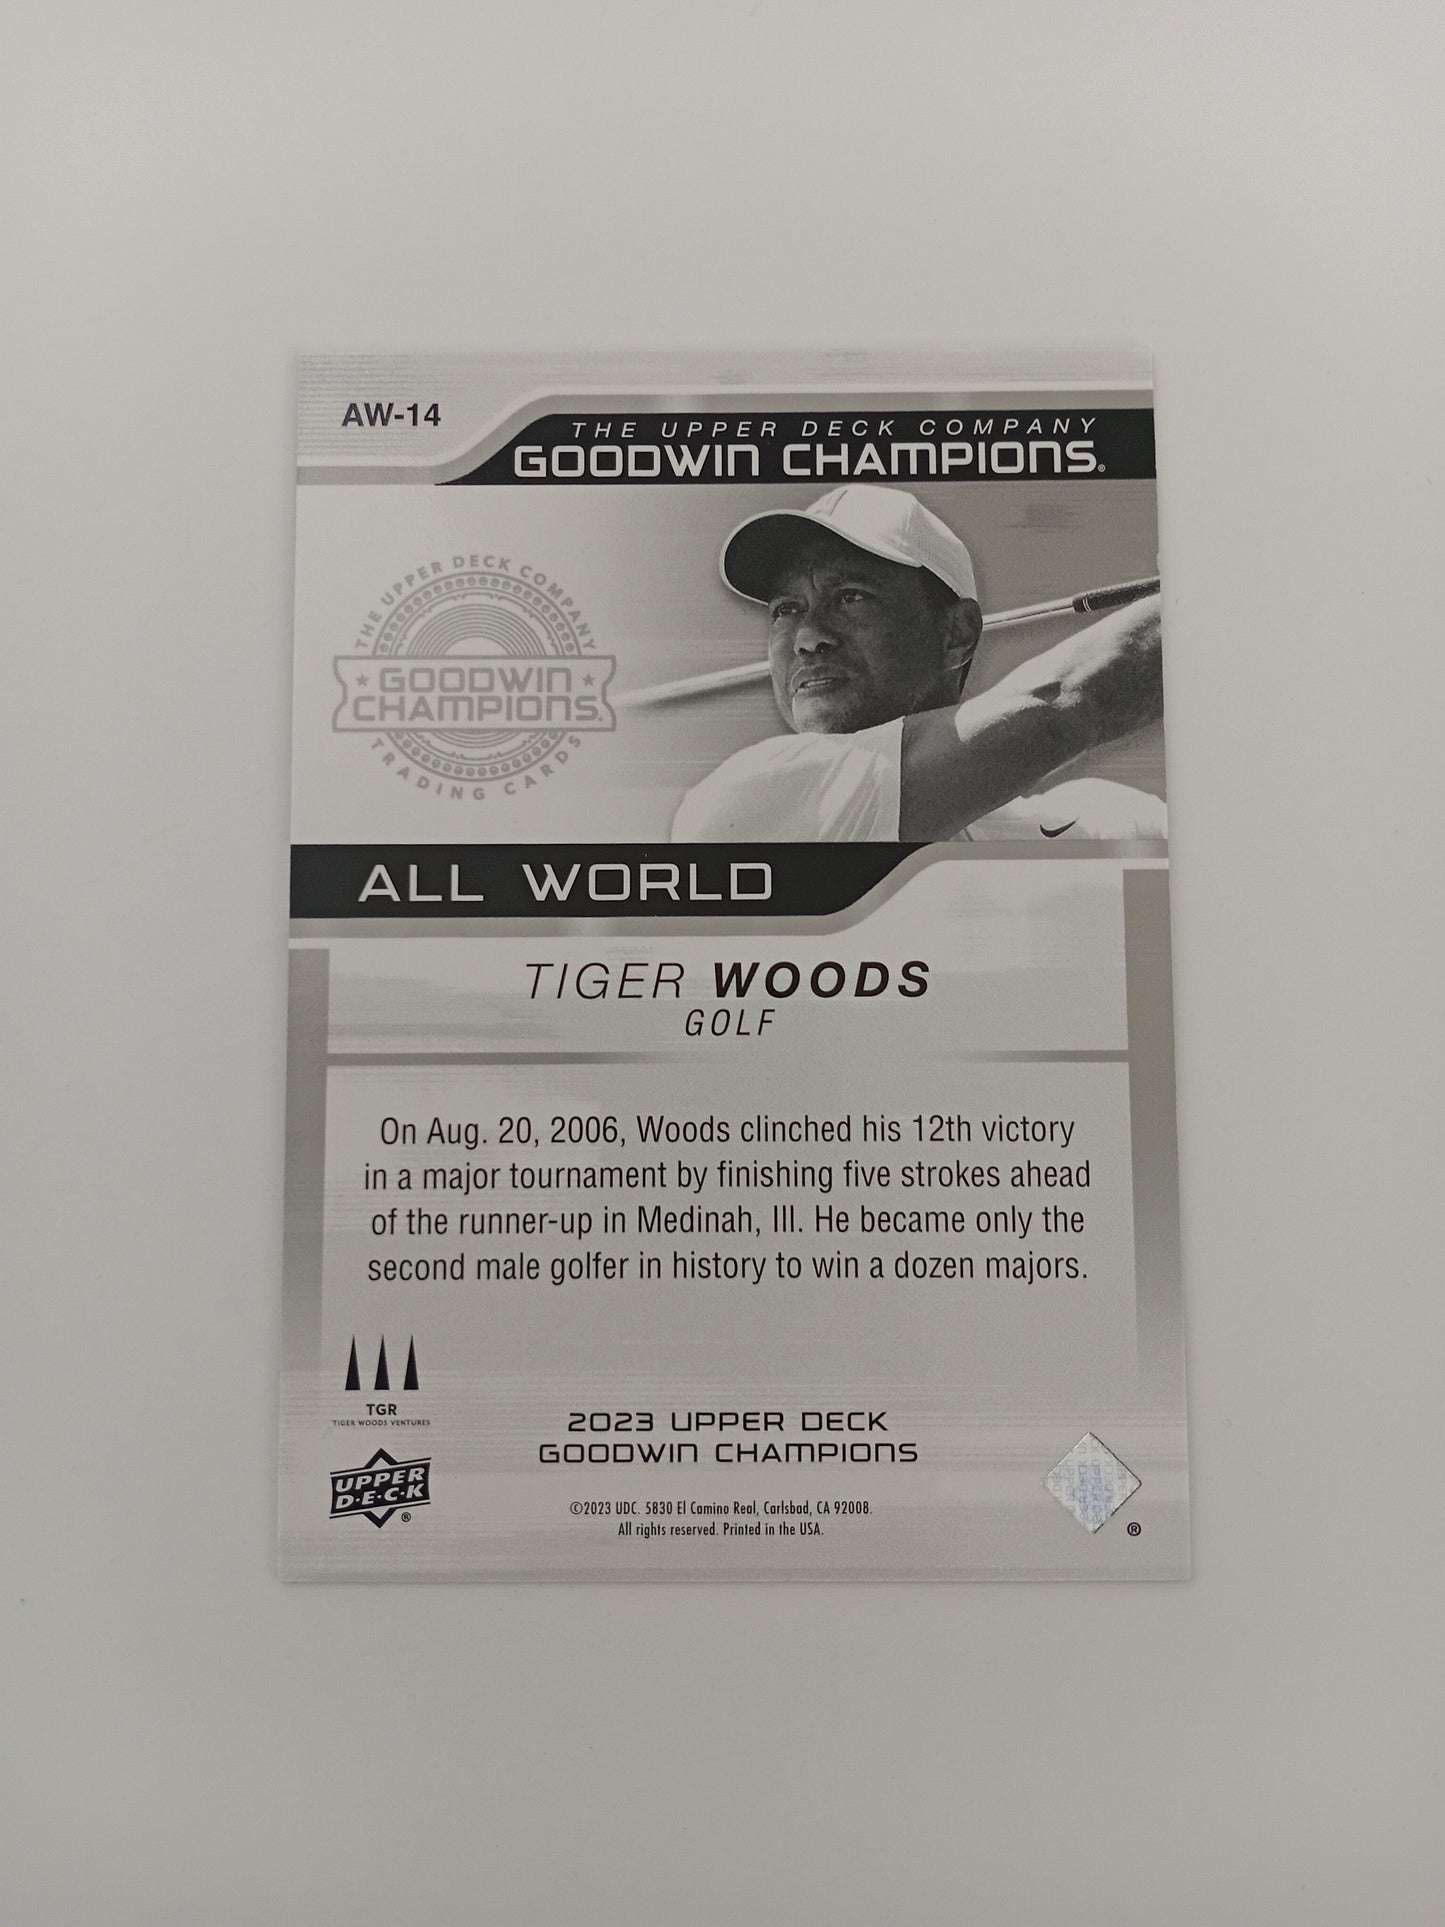 AW-14
THE UPPER DECK COMPANY
GOODWIN CHAMPIONS®
THE UPPER DECK COMPANY
★ GOODWIN ★
CHAMPIONS.
TRADING CARDS
ALL WORLD
TIGER WOODS
GOLF
On Aug. 20, 2006, Woods clinched his 12th victory
in a major tournament by finishing five strokes ahead
of the runner-up in Medinah, Ill. He became only the
second male golfer in history to win a dozen majors.
TGR
TIGER WOODS VENTURES
2023 UPPER DECK
GOODWIN CHAMPIONS
UPPER
D·E·C·K
®
©2023 UDC. 5830 El Camino Real, Carlsbad, CA 92008.
All rights reserved. Printed in the USA.
®